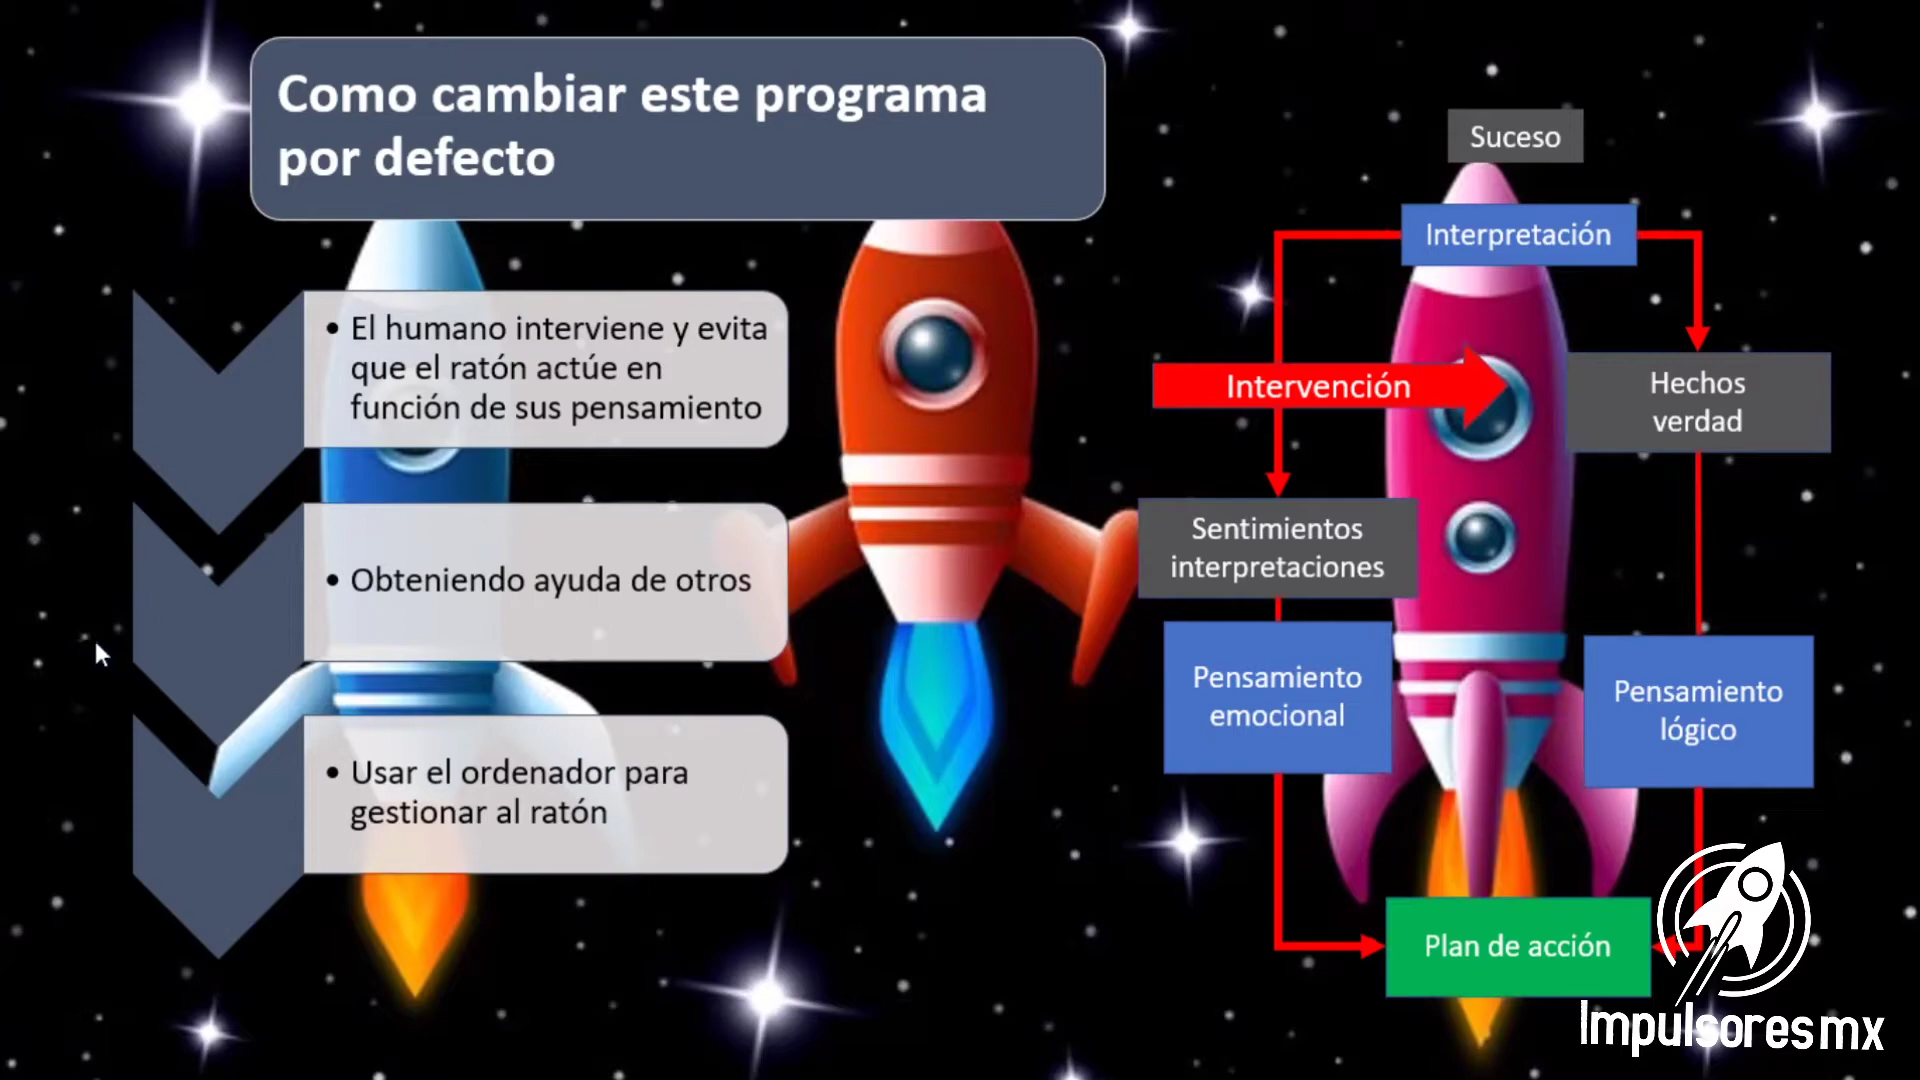 Como cambiar este programa
por defecto
• El humano interviene y evita
que el ratón actúe en
función de sus pensamiento
• Obteniendo ayuda de otros
• Usar el ordenador para
gestionar al ratón
Suceso
Interpretación
Intervención
Hechos
verdad
Sentimientos
interpretaciones
Pensamiento
emocional
Pensamiento
lógico
Plan de acción
Impulsoresmx